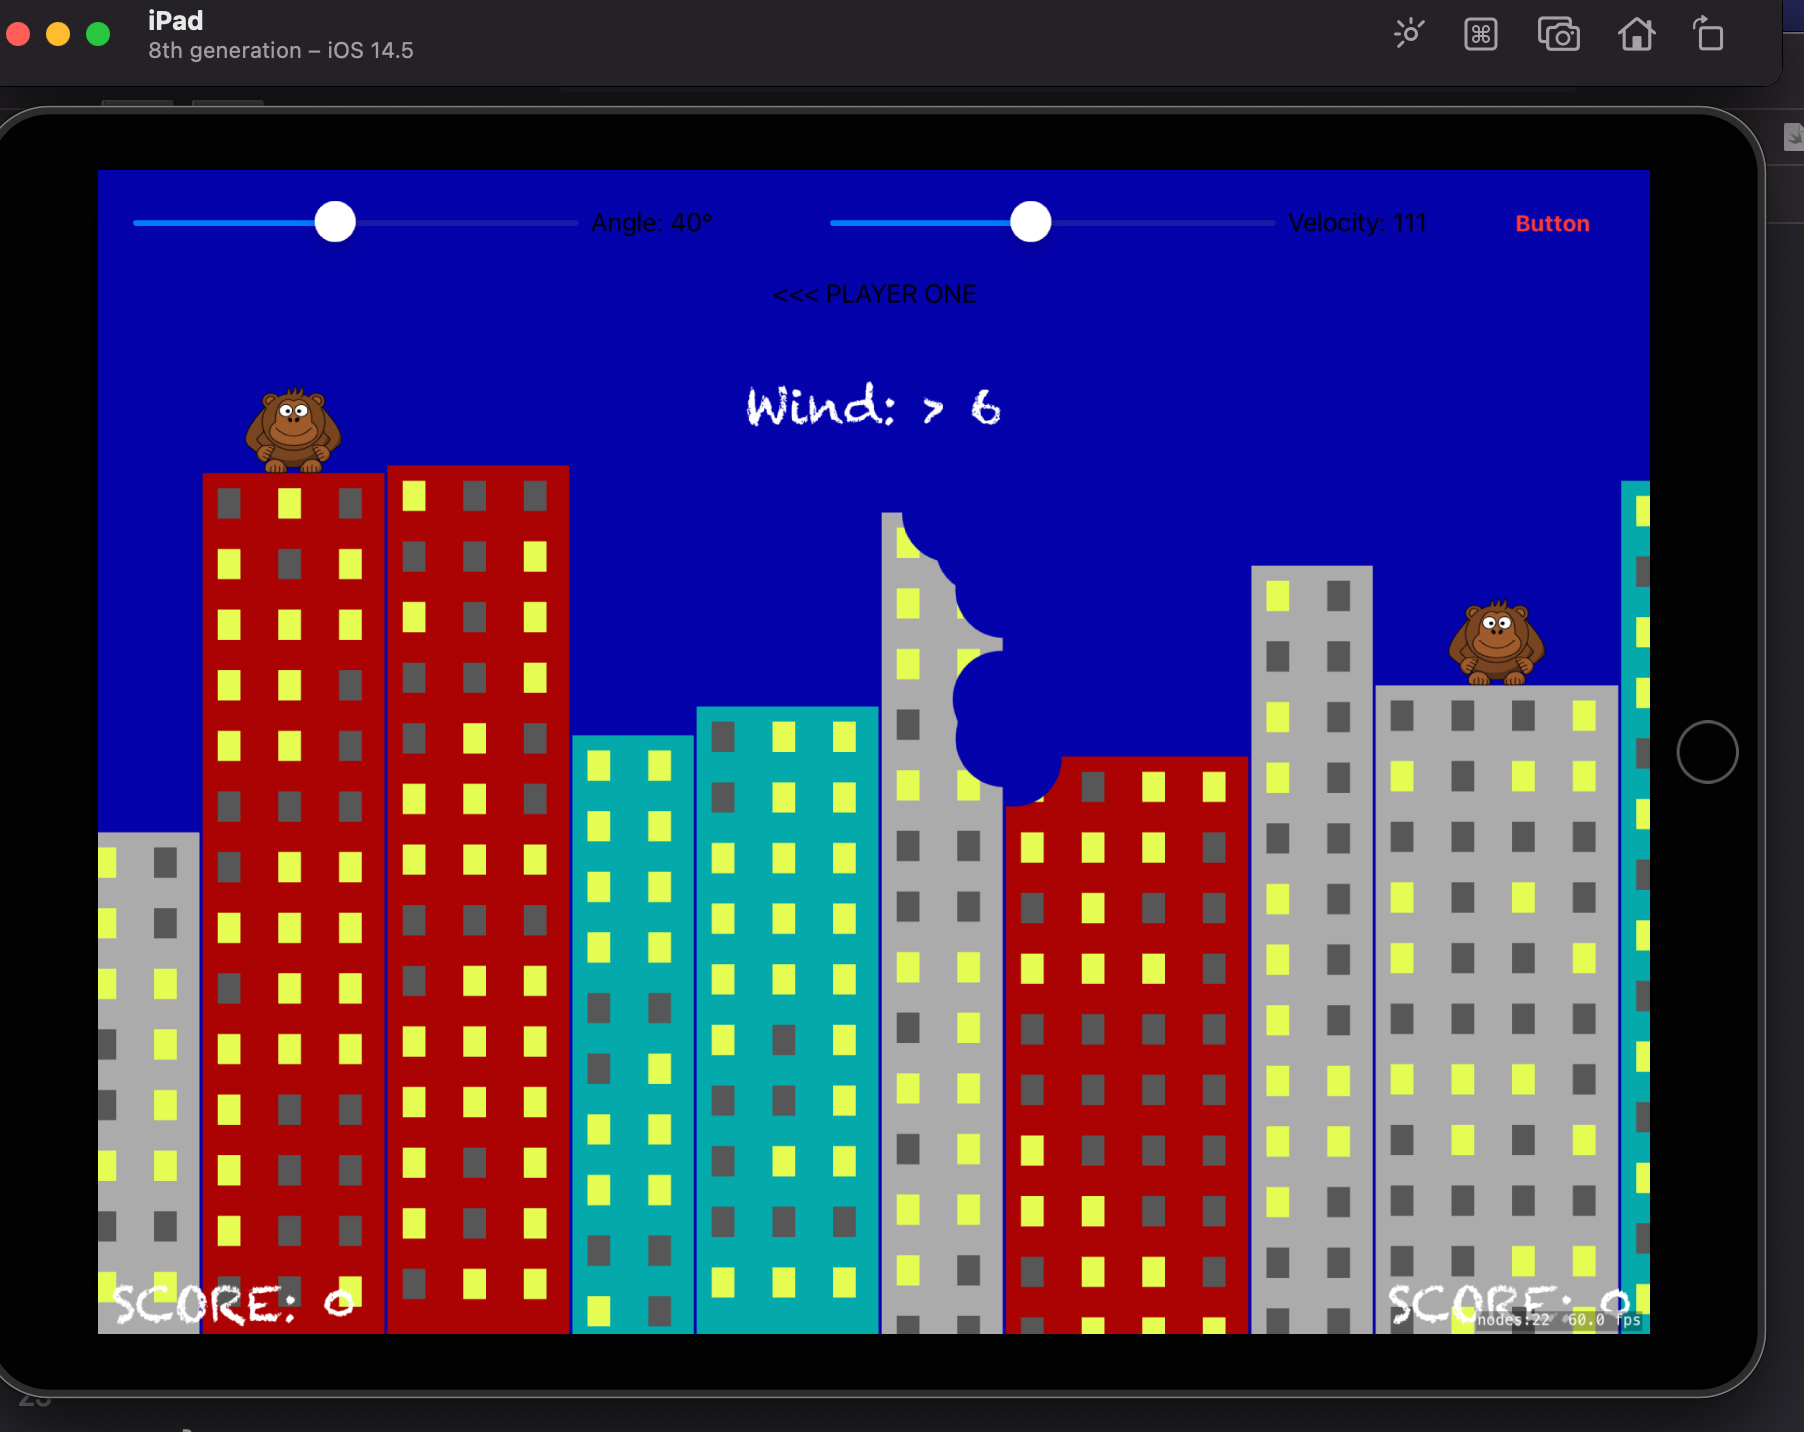 iPad
8th generation – iOS 14.5
Angle: 40°
Velocity: 111
Button
<<< PLAYER ONE
Wind: > 6
SCORE: 0
SCORE: 0
nodes:22 60.0 fps